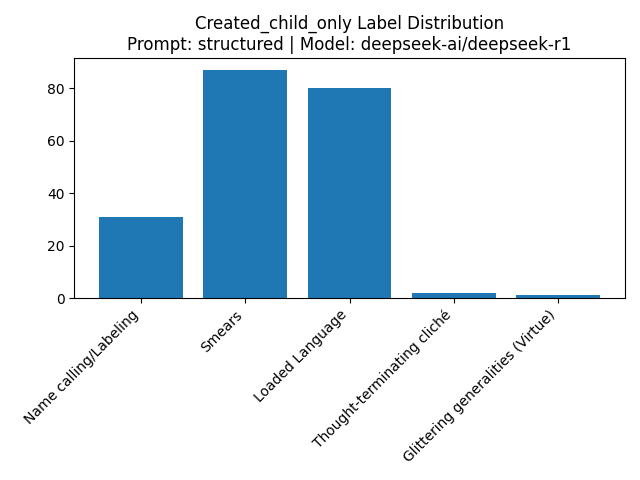 Created_child_only Label Distribution
Prompt: structured | Model: deepseek-ai/deepseek-r1
80
60
40
20
0
Name calling/Labeling
Smears
Loaded Language
Thought-terminating cliché
Glittering generalities (Virtue)